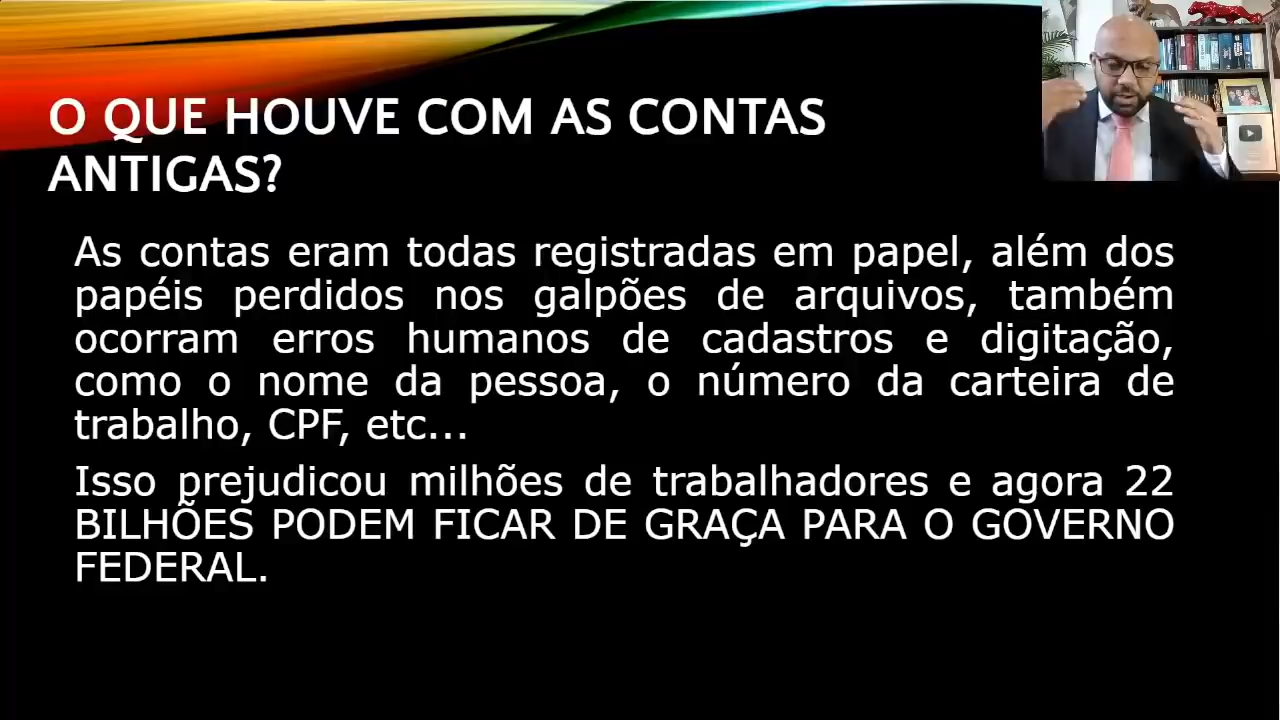 O QUE HOUVE COM AS CONTAS
ANTIGAS?
As contas eram todas registradas em papel, além dos
papéis perdidos nos galpões de arquivos, também
ocorram erros humanos de cadastros e digitação,
como o nome da pessoa, o número da carteira de
trabalho, CPF, etc...
Isso prejudicou milhões de trabalhadores e agora 22
BILHÕES PODEM FICAR DE GRAÇA PARA O GOVERNO
FEDERAL.